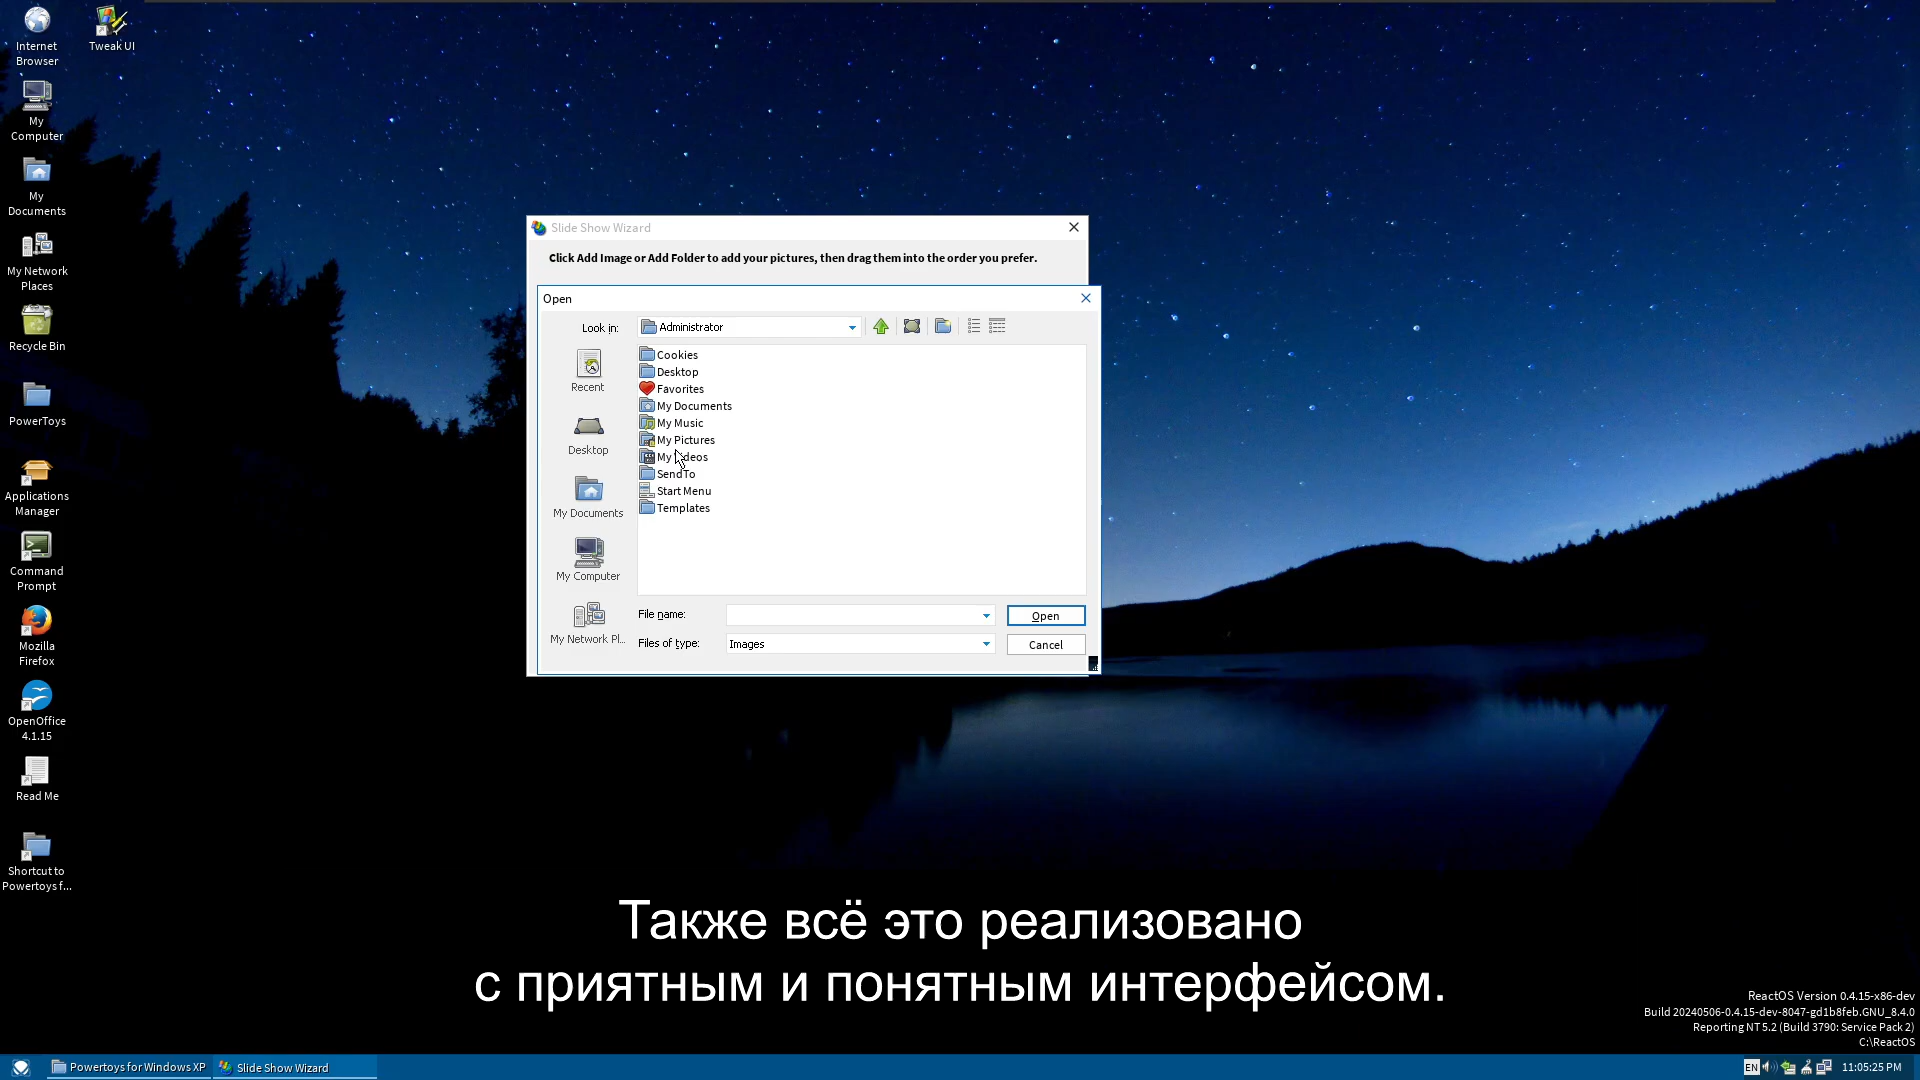 Internet
Browser
Tweak UI
My
Computer
My
Documents
My Network
Places
Recycle Bin
PowerToys
Applications
Manager
Command
Prompt
Mozilla
Firefox
OpenOffice
4.1.15
Read Me
Shortcut to
Powertoys f...
Slide Show Wizard
Click Add Image or Add Folder to add your pictures, then drag them into the order you prefer.
Open
Look in:
Administrator
Recent
Desktop
My Documents
My Computer
My Network Pl...
Cookies
Desktop
Favorites
My Documents
My Music
My Pictures
My Videos
SendTo
Start Menu
Templates
File name:
Open
Files of type:
Images
Cancel
Также всё это реализовано
с приятным и понятным интерфейсом.
ReactOS Version 0.4.15-x86-dev
Build 20240506-0.4.15-dev-8047-gd1b8feb.GNU_8.4.0
Reporting NT 5.2 (Build 3790: Service Pack 2)
C:\ReactOS
Powertoys for Windows XP
Slide Show Wizard
EN
11:05:25 PM